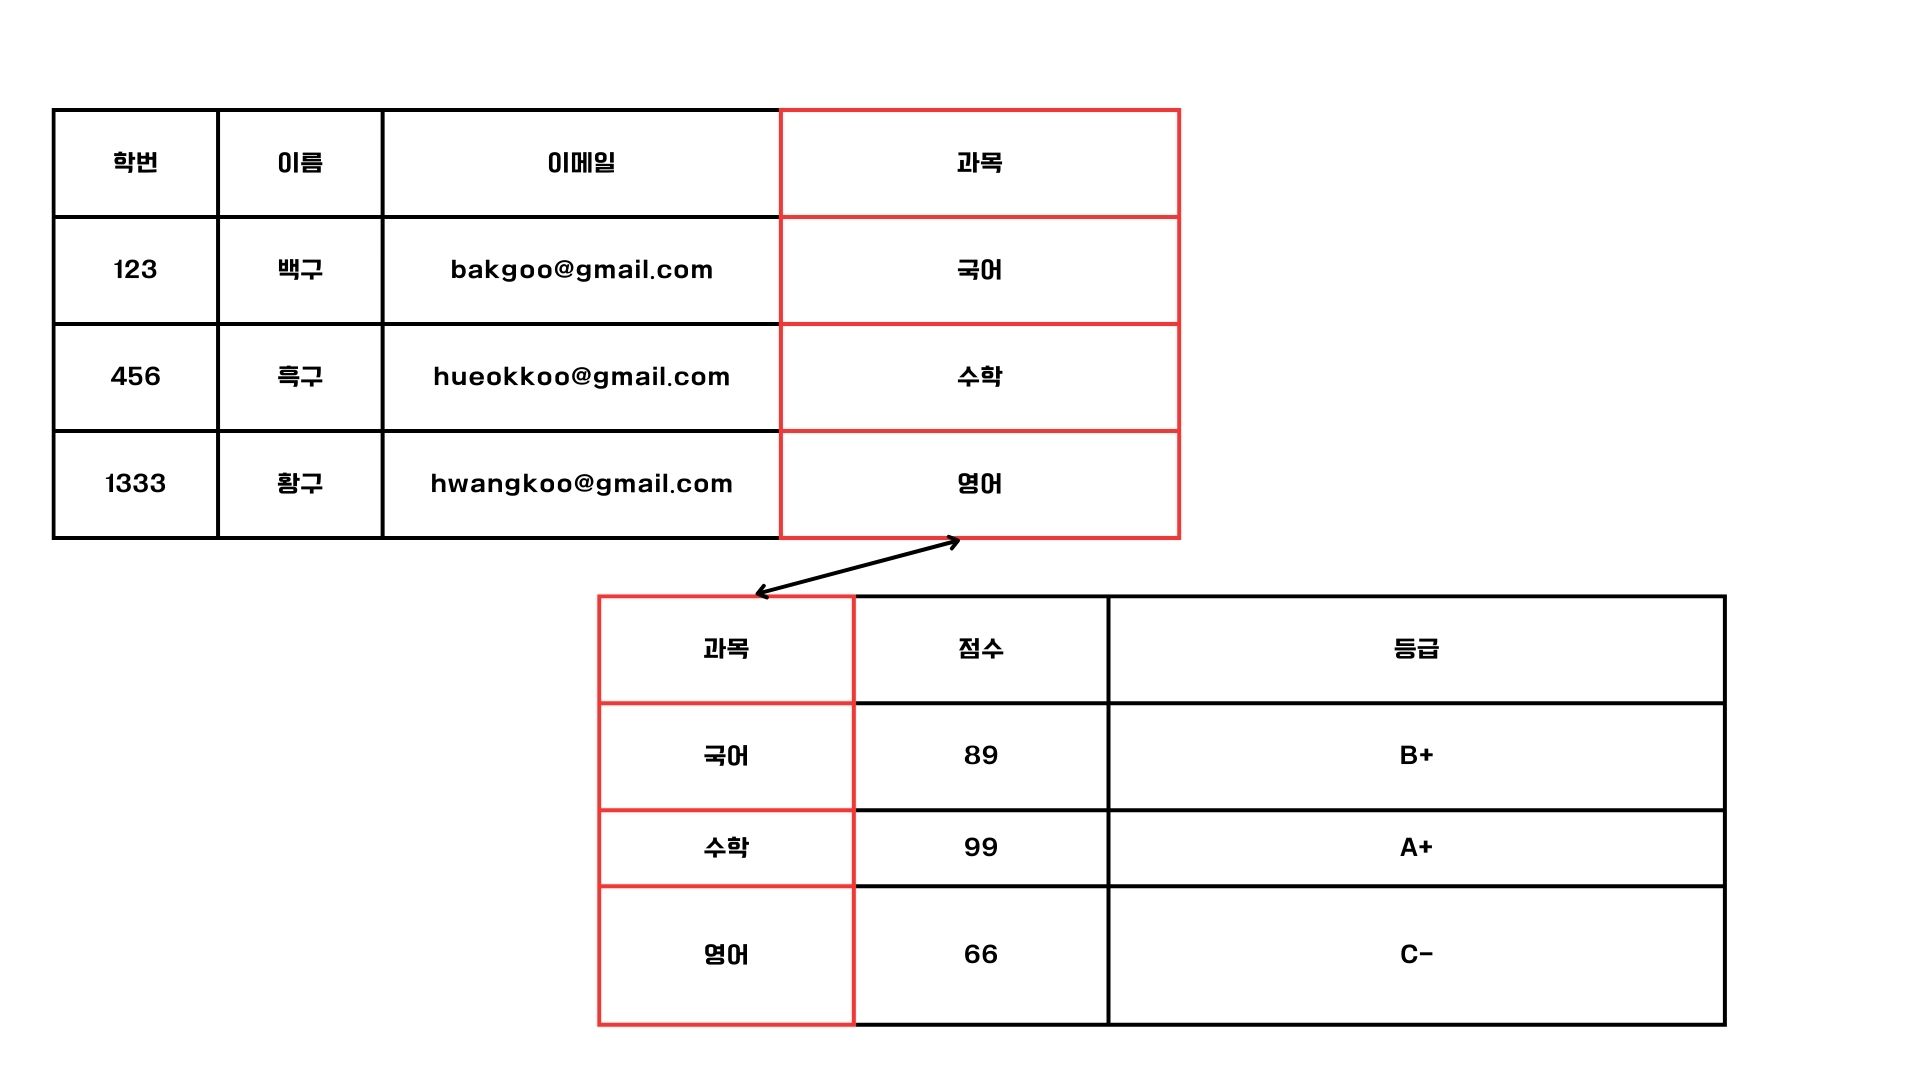 학번 이름 이메일 과목
123 백구 bakgoo@gmail.com 국어
456 흑구 hueokkoo@gmail.com 수학
1333 황구 hwangkoo@gmail.com 영어
과목 점수 등급
국어 89 B+
수학 99 A+
영어 66 C-